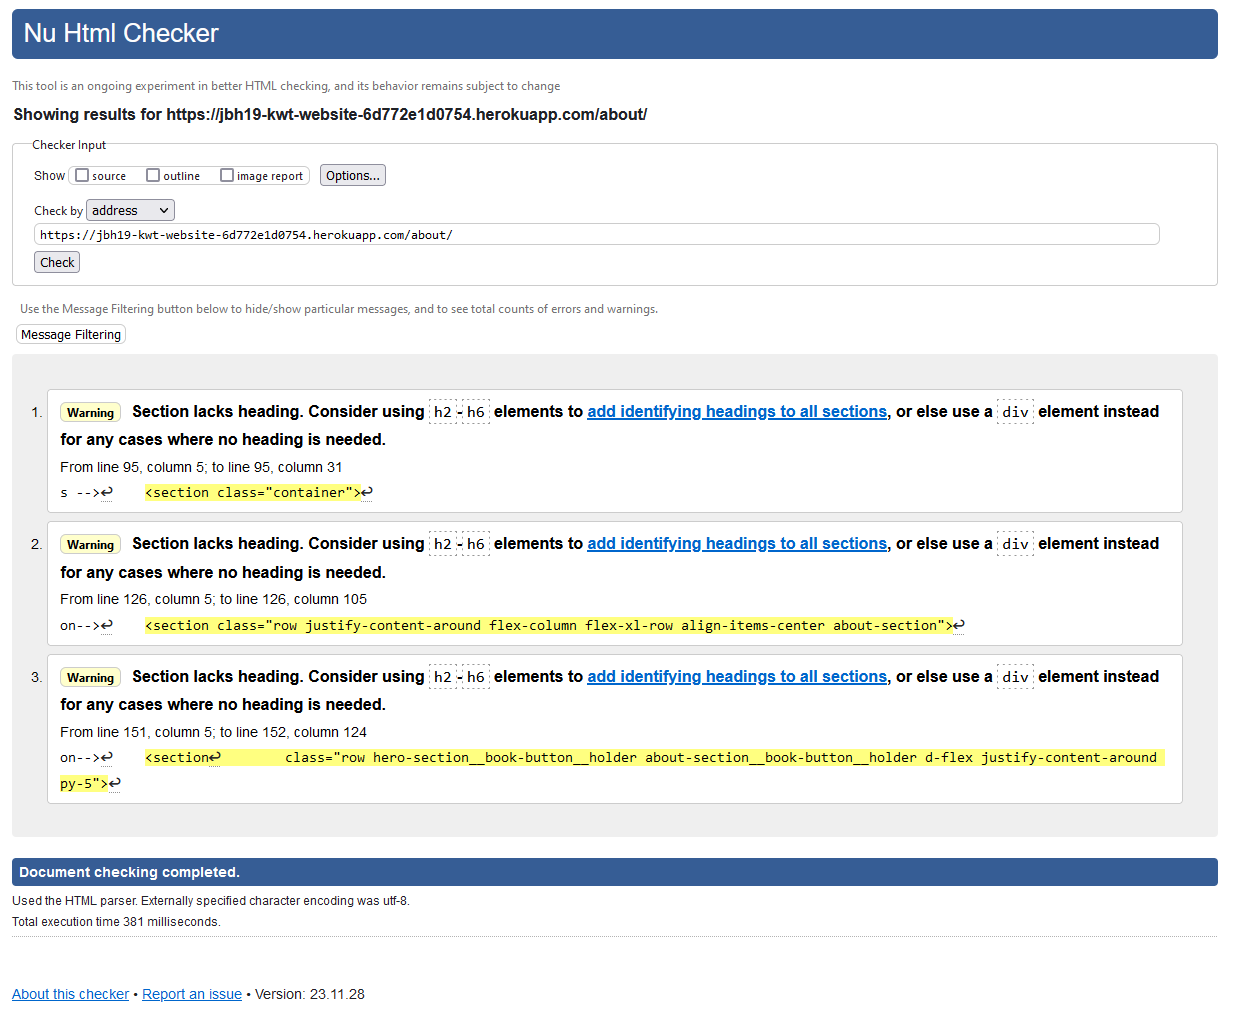 Nu Html Checker
This tool is an ongoing experiment in better HTML checking, and its behavior remains subject to change
Showing results for https://jbh19-kwt-website-6d772e1d0754.herokuapp.com/about/
Checker Input
Show source outline image report Options...
Check by address
https://jbh19-kwt-website-6d772e1d0754.herokuapp.com/about/
Check
Use the Message Filtering button below to hide/show particular messages, and to see total counts of errors and warnings.
Message Filtering
1. Warning Section lacks heading. Consider using h2-h6 elements to add identifying headings to all sections, or else use a div element instead
for any cases where no heading is needed.
From line 95, column 5; to line 95, column 31
s -->↩ <section class="container">↩
2. Warning Section lacks heading. Consider using h2-h6 elements to add identifying headings to all sections, or else use a div element instead
for any cases where no heading is needed.
From line 126, column 5; to line 126, column 105
on-->↩ <section class="row justify-content-around flex-column flex-xl-row align-items-center about-section">↩
3. Warning Section lacks heading. Consider using h2-h6 elements to add identifying headings to all sections, or else use a div element instead
for any cases where no heading is needed.
From line 151, column 5; to line 152, column 124
on-->↩ <section↩ class="row hero-section__book-button__holder about-section__book-button__holder d-flex justify-content-around
py-5">↩
Document checking completed.
Used the HTML parser. Externally specified character encoding was utf-8.
Total execution time 381 milliseconds.
About this checker • Report an issue • Version: 23.11.28